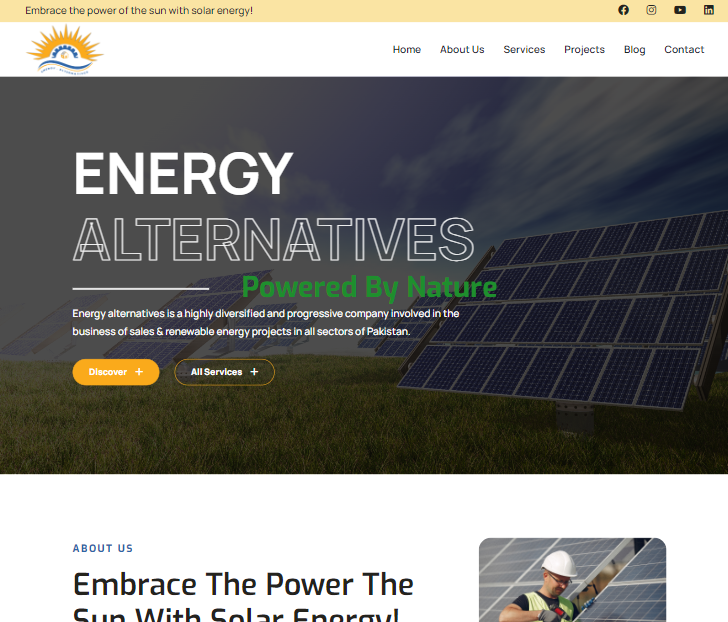 Embrace the power of the sun with solar energy!
Home About Us Services Projects Blog Contact
ENERGY
ALTERNATIVES
Powered By Nature
Energy alternatives is a highly diversified and progressive company involved in the
business of sales & renewable energy projects in all sectors of Pakistan.
Discover +
All Services +
ABOUT US
Embrace The Power The
Sun With Solar Energy!